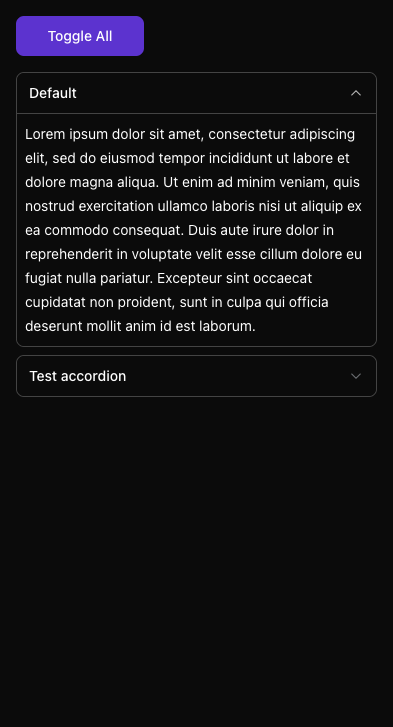 Toggle All
Default
Lorem ipsum dolor sit amet, consectetur adipiscing
elit, sed do eiusmod tempor incididunt ut labore et
dolore magna aliqua. Ut enim ad minim veniam, quis
nostrud exercitation ullamco laboris nisi ut aliquip ex
ea commodo consequat. Duis aute irure dolor in
reprehenderit in voluptate velit esse cillum dolore eu
fugiat nulla pariatur. Excepteur sint occaecat
cupidatat non proident, sunt in culpa qui officia
deserunt mollit anim id est laborum.
Test accordion